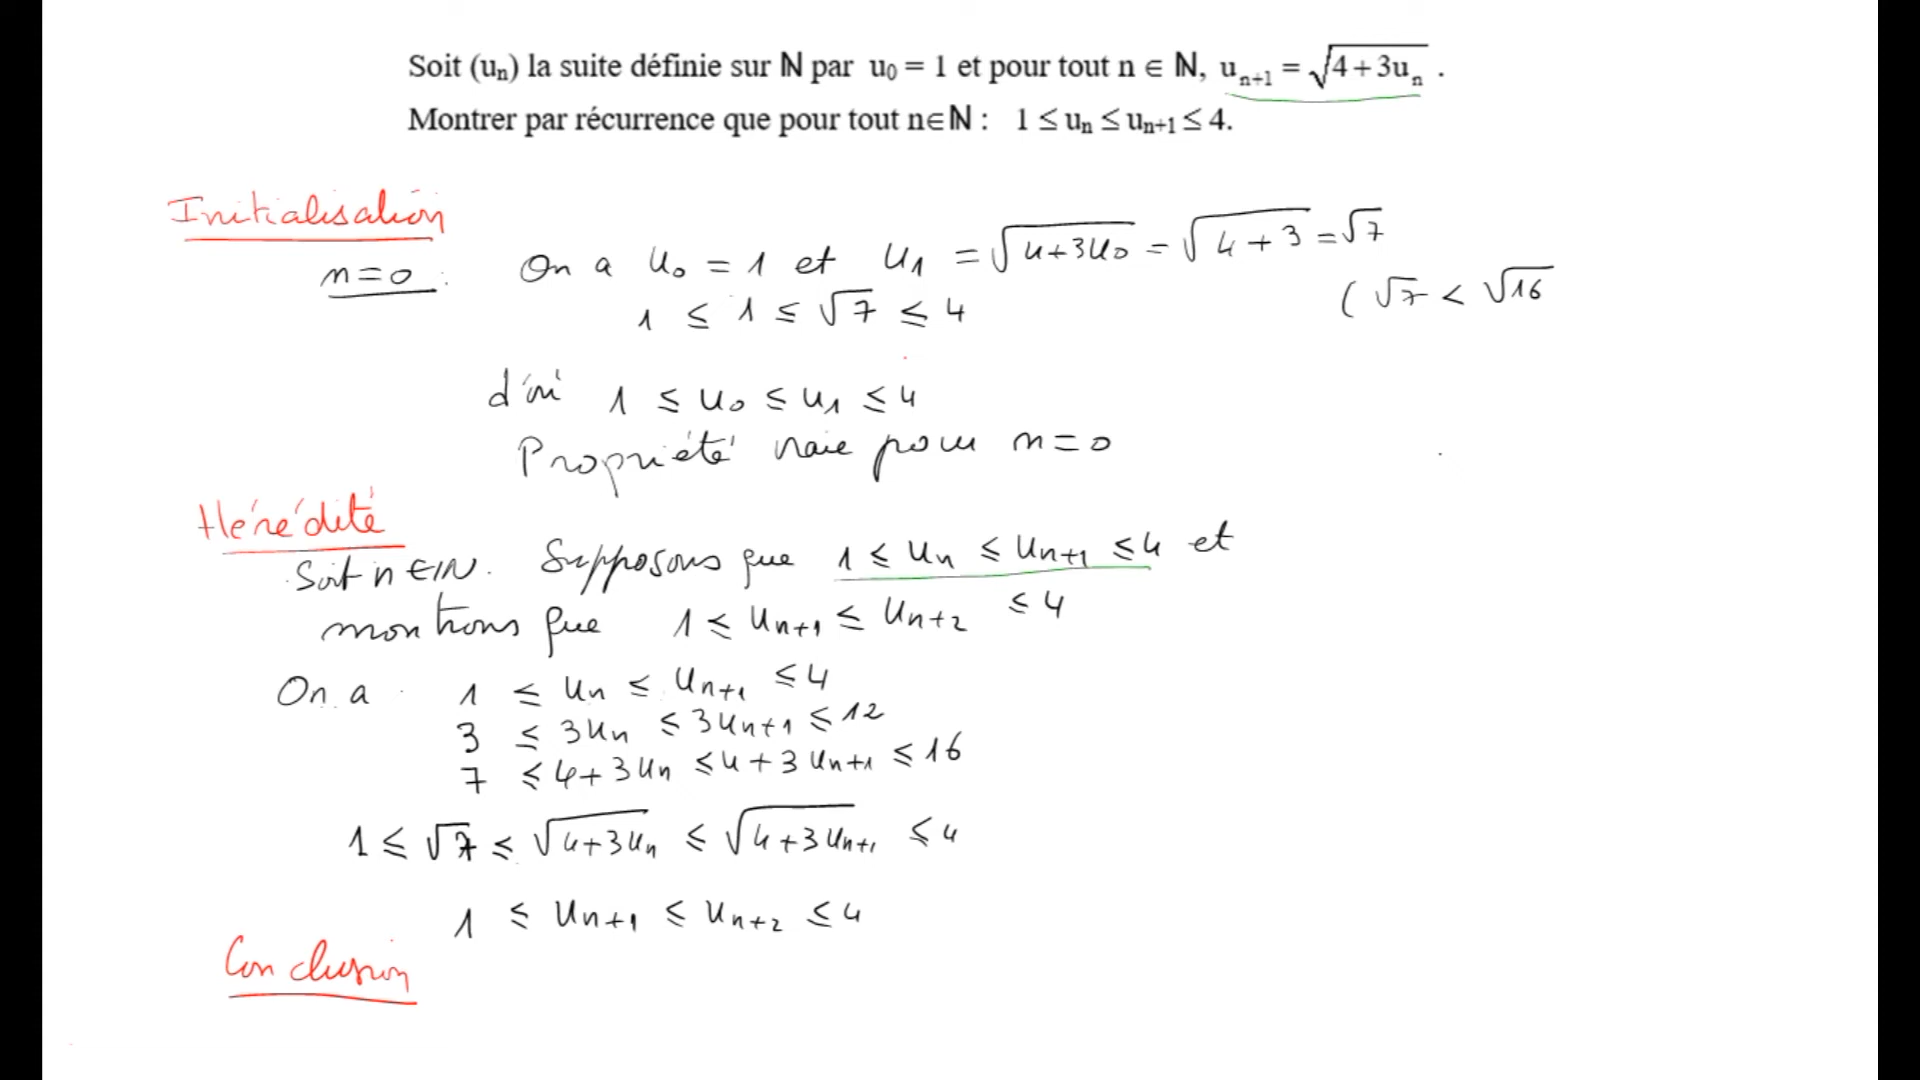 Soit (uₙ) la suite définie sur ℕ par u₀ = 1 et pour tout n ∈ ℕ, uₙ₊₁ = √(4+3uₙ) .
Montrer par récurrence que pour tout n∈ℕ : 1 ≤ uₙ ≤ uₙ₊₁ ≤ 4.
Initialisation
n=0 : On a u₀ = 1 et u₁ = √(4+3u₀) = √(4+3) = √7
1 ≤ 1 ≤ √7 ≤ 4 (√7 < √16
d'où 1 ≤ u₀ ≤ u₁ ≤ 4
Propriété vraie pour n=0
Hérédité
Soit n ∈ ℕ. Supposons que 1 ≤ uₙ ≤ uₙ₊₁ ≤ 4 et
montrons que 1 ≤ uₙ₊₁ ≤ uₙ₊₂ ≤ 4
On a 1 ≤ uₙ ≤ uₙ₊₁ ≤ 4
3 ≤ 3uₙ ≤ 3uₙ₊₁ ≤ 12
7 ≤ 4+3uₙ ≤ 4+3uₙ₊₁ ≤ 16
1 ≤ √7 ≤ √(4+3uₙ) ≤ √(4+3uₙ₊₁) ≤ 4
1 ≤ uₙ₊₁ ≤ uₙ₊₂ ≤ 4
Conclusion